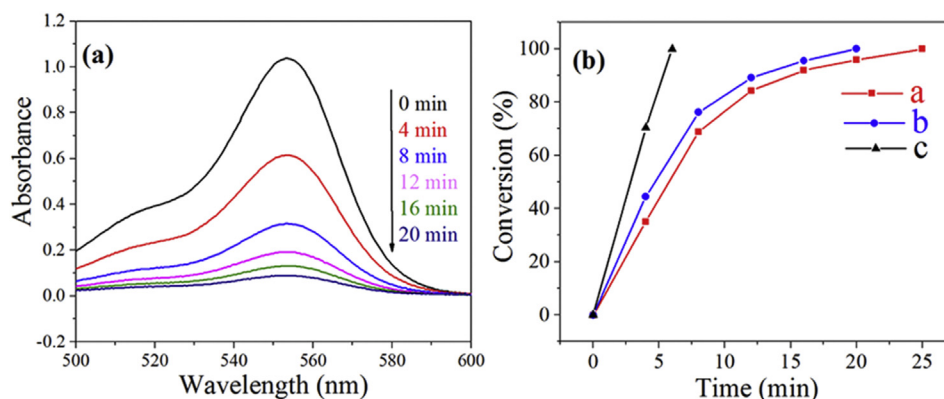 (a)
1.2
1.0
0.8
0.6
0.4
0.2
0.0
-0.2
Absorbance
0 min
4 min
8 min
12 min
16 min
20 min
500 520 540 560 580 600
Wavelength (nm)
(b)
100
80
60
40
20
0
Conversion (%)
a
b
c
0 5 10 15 20 25
Time (min)